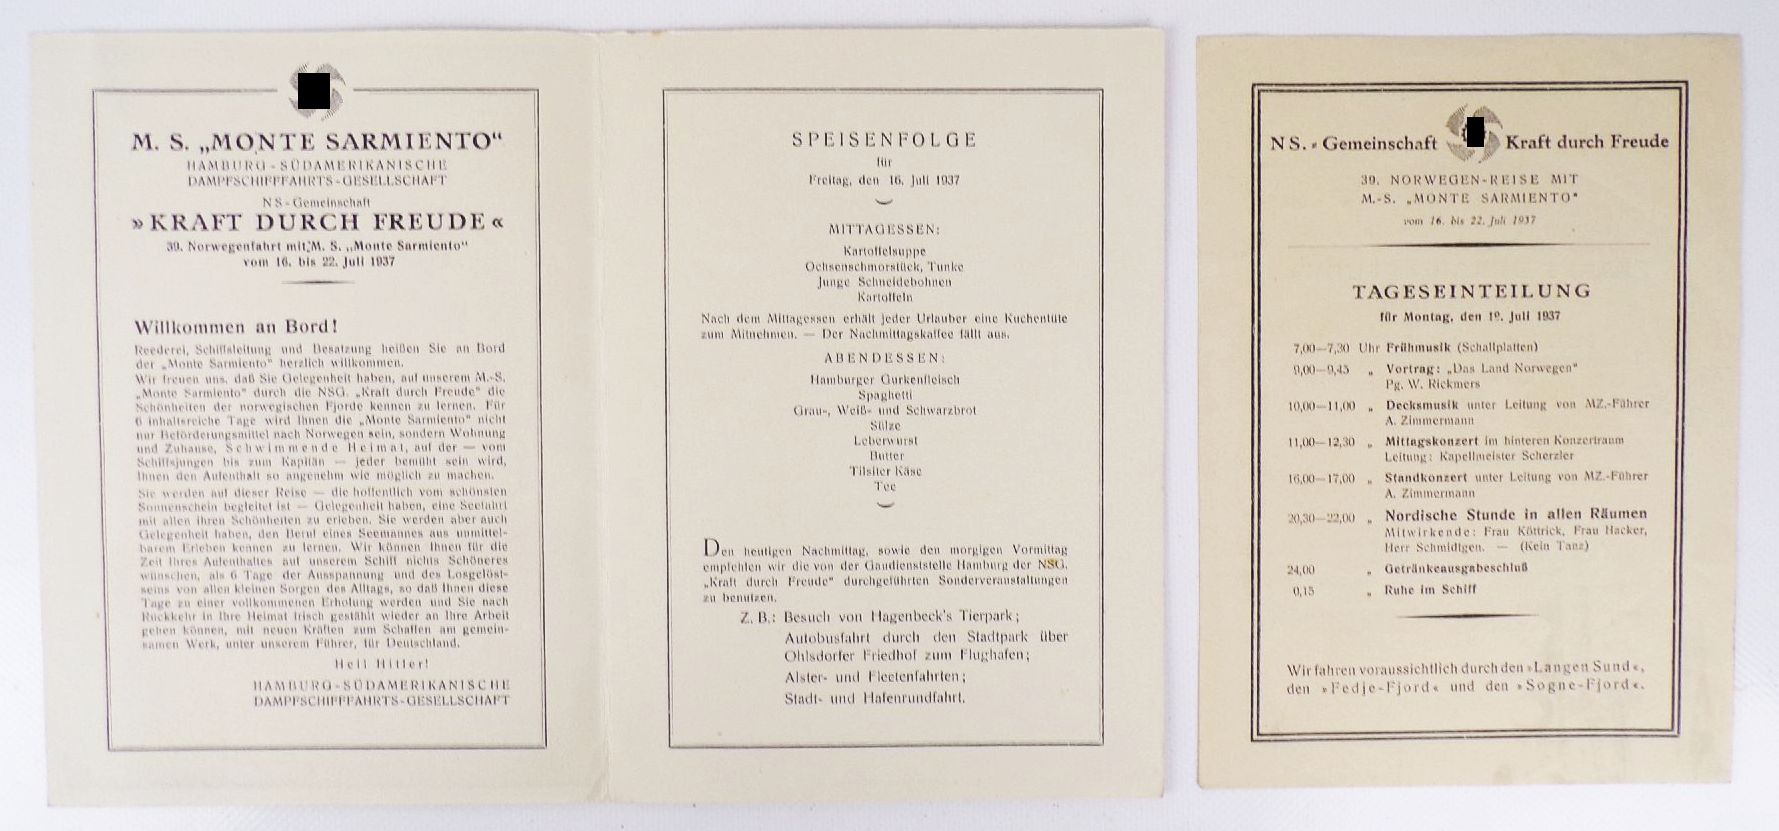 M. S. „MONTE SARMIENTO“
HAMBURG-SÜDAMERIKANISCHE
DAMPFSCHIFFFAHRTS-GESELLSCHAFT
NS-Gemeinschaft
»KRAFT DURCH FREUDE«
39. Norwegenfahrt mit M. S. „Monte Sarmiento“
vom 16. bis 22. Juli 1937
Willkommen an Bord!
Reederei, Schiffsleitung und Besatzung heißen Sie an Bord
der „Monte Sarmiento“ herzlich willkommen.
Wir freuen uns, daß Sie Gelegenheit haben, auf unserem M.-S.
„Monte Sarmiento“ durch die NSG. „Kraft durch Freude“ die
Schönheiten der norwegischen Fjorde kennen zu lernen. Für
6 inhaltsreiche Tage wird Ihnen die „Monte Sarmiento“ nicht
nur Beförderungsmittel nach Norwegen sein, sondern Wohnung
und Zuhause, Schwimmende Heimat, auf der — vom
Schiffsjungen bis zum Kapitän — jeder bemüht sein wird,
Ihnen den Aufenthalt so angenehm wie möglich zu machen.
Sie werden auf dieser Reise — die hoffentlich vom schönsten
Sonnenschein begleitet ist — Gelegenheit haben, eine Seefahrt
mit allen ihren Schönheiten zu erleben. Sie werden aber auch
Gelegenheit haben, den Beruf eines Seemannes aus unmittel-
barem Erleben kennen zu lernen. Wir können Ihnen für die
Zeit Ihres Aufenthaltes auf unserem Schiff nichts Schöneres
wünschen, als 6 Tage der Ausspannung und des Losgelöst-
seins von allen kleinen Sorgen des Alltags, so daß Ihnen diese
Tage zu einer vollkommenen Erholung werden und Sie nach
Rückkehr in Ihre Heimat frisch gestählt wieder an Ihre Arbeit
gehen können, mit neuen Kräften zum Schaffen am gemein-
samen Werk, unter unserem Führer, für Deutschland.
Heil Hitler!
HAMBURG-SÜDAMERIKANISCHE
DAMPFSCHIFFFAHRTS-GESELLSCHAFT
SPEISENFOLGE
für
Freitag, den 16. Juli 1937
MITTAGESSEN:
Kartoffelsuppe
Ochsenschmorstück, Tunke
Junge Schneidebohnen
Kartoffeln
Nach dem Mittagessen erhält jeder Urlauber eine Kuchentüte
zum Mitnehmen. — Der Nachmittagskaffee fällt aus.
ABENDESSEN:
Hamburger Gurkenfleisch
Spaghetti
Grau-, Weiß- und Schwarzbrot
Sülze
Leberwurst
Butter
Tilsiter Käse
Tee
Den heutigen Nachmittag, sowie den morgigen Vormittag
empfehlen wir die von der Gaudienststelle Hamburg der NSG.
„Kraft durch Freude“ durchgeführten Sonderveranstaltungen
zu benutzen.
Z. B.: Besuch von Hagenbeck's Tierpark;
Autobusfahrt durch den Stadtpark über
Ohlsdorfer Friedhof zum Flughafen;
Alster- und Fleetenfahrten;
Stadt- und Hafenrundfahrt.
NS.-Gemeinschaft Kraft durch Freude
39. NORWEGEN-REISE MIT
M.-S. „MONTE SARMIENTO“
vom 16. bis 22. Juli 1937
TAGESEINTEILUNG
für Montag, den 19. Juli 1937
7,00—7,30 Uhr Frühmusik (Schallplatten)
9,00—9,45 „ Vortrag: „Das Land Norwegen“
Pg. W. Rickmers
10,00—11,00 „ Decksmusik unter Leitung von MZ.-Führer
A. Zimmermann
11,00—12,30 „ Mittagskonzert im hinteren Konzertraum
Leitung: Kapellmeister Scherzler
16,00—17,00 „ Standkonzert unter Leitung von MZ.-Führer
A. Zimmermann
20,30—22,00 „ Nordische Stunde in allen Räumen
Mitwirkende: Frau Köttrick, Frau Hacker,
Herr Schmidtgen. — (Kein Tanz)
24,00 „ Getränkeausgabeschluß
0,15 „ Ruhe im Schiff
Wir fahren voraussichtlich durch den »Langen Sund«,
den »Fedje-Fjord« und den »Sogne-Fjord«.